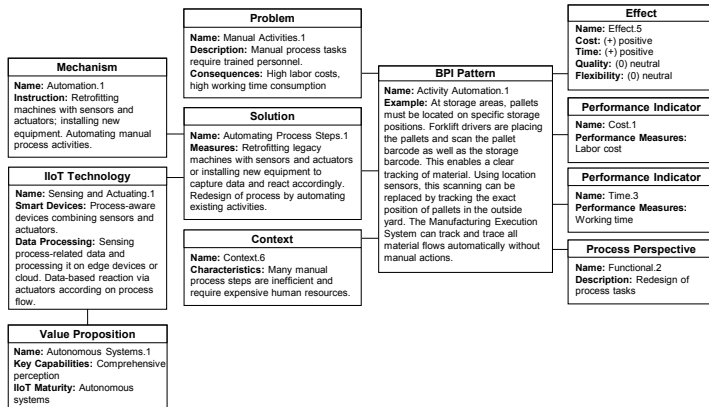 Mechanism
Name: Automation.1
Instruction: Retrofitting
machines with sensors and
actuators; installing new
equipment. Automating manual
process activities.
IIoT Technology
Name: Sensing and Actuating.1
Smart Devices: Process-aware
devices combining sensors and
actuators.
Data Processing: Sensing
process-related data and
processing it on edge devices or
cloud. Data-based reaction via
actuators according on process
flow.
Value Proposition
Name: Autonomous Systems.1
Key Capabilities: Comprehensive
perception
IIoT Maturity: Autonomous
systems
Problem
Name: Manual Activities.1
Description: Manual process tasks
require trained personnel.
Consequences: High labor costs,
high working time consumption
Solution
Name: Automating Process Steps.1
Measures: Retrofitting legacy
machines with sensors and actuators
or installing new equipment to
capture data and react accordingly.
Redesign of process by automating
existing activities.
Context
Name: Context.6
Characteristics: Many manual
process steps are inefficient and
require expensive human resources.
BPI Pattern
Name: Activity Automation.1
Example: At storage areas, pallets
must be located on specific storage
positions. Forklift drivers are placing
the pallets and scan the pallet
barcode as well as the storage
barcode. This enables a clear
tracking of material. Using location
sensors, this scanning can be
replaced by tracking the exact
position of pallets in the outside
yard. The Manufacturing Execution
System can track and trace all
material flows automatically without
manual actions.
Effect
Name: Effect.5
Cost: (+) positive
Time: (+) positive
Quality: (0) neutral
Flexibility: (0) neutral
Performance Indicator
Name: Cost.1
Performance Measures:
Labor cost
Performance Indicator
Name: Time.3
Performance Measures:
Working time
Process Perspective
Name: Functional.2
Description: Redesign of
process tasks